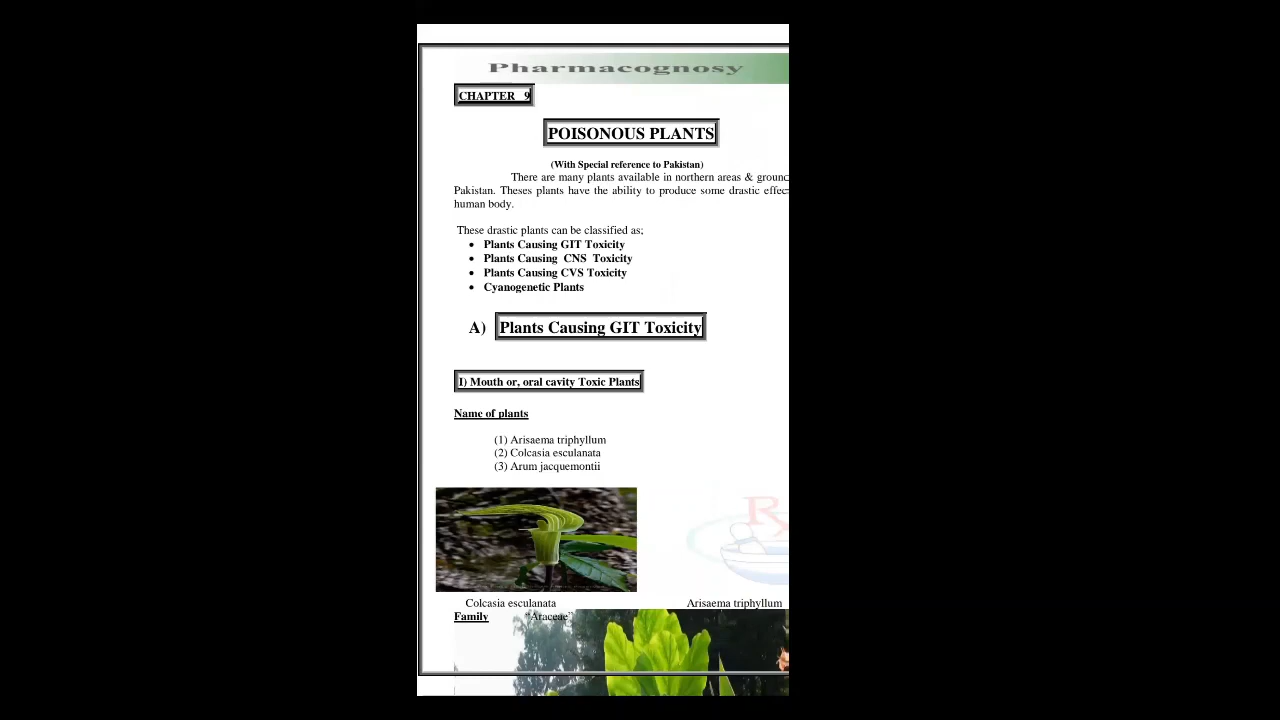 Pharmacognosy
CHAPTER 9
POISONOUS PLANTS
(With Special reference to Pakistan)
There are many plants available in northern areas & groun
Pakistan. Theses plants have the ability to produce some drastic effec
human body.
These drastic plants can be classified as;
• Plants Causing GIT Toxicity
• Plants Causing CNS Toxicity
• Plants Causing CVS Toxicity
• Cyanogenetic Plants
A) Plants Causing GIT Toxicity
I) Mouth or, oral cavity Toxic Plants
Name of plants
(1) Arisaema triphyllum
(2) Colcasia esculanata
(3) Arum jacquemontii
Rx
Colcasia esculanata Arisaema triphyllum
Family "Araceae"